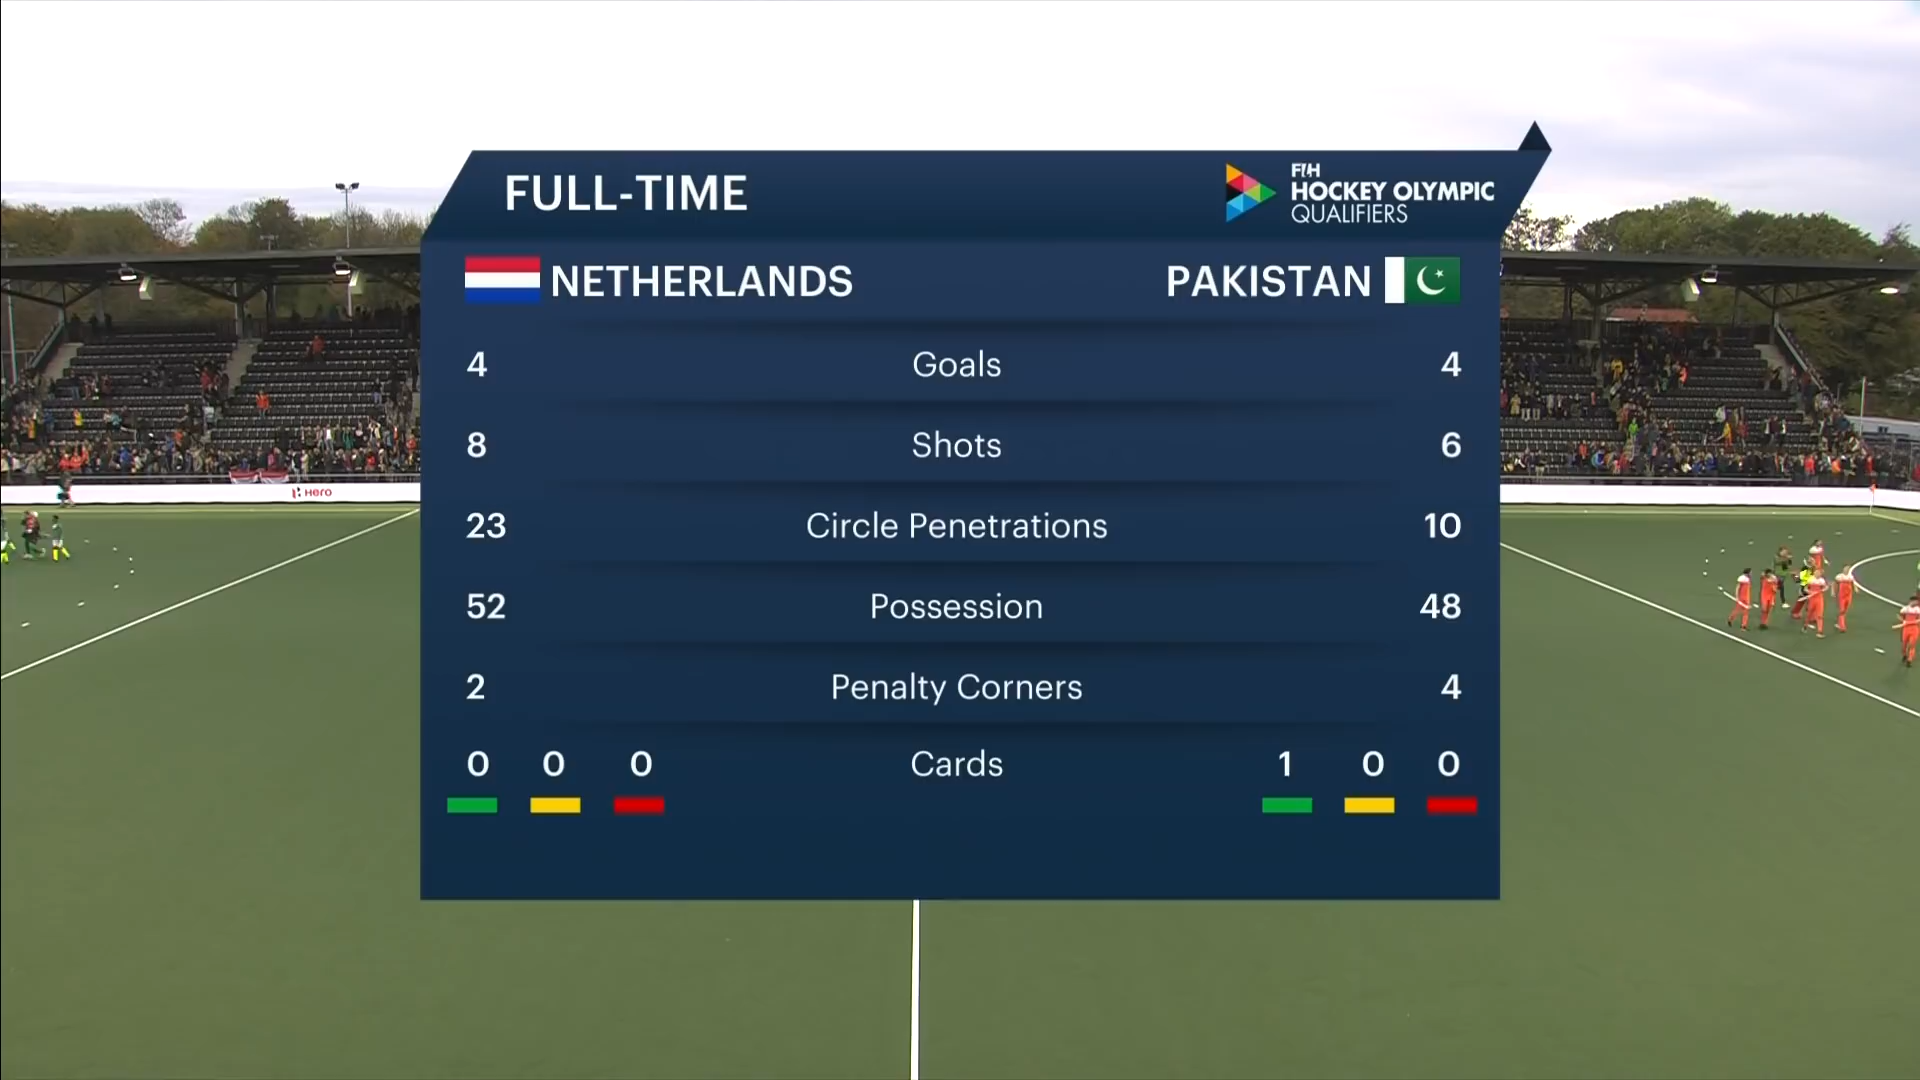 FULL-TIME
FIH
HOCKEY OLYMPIC
QUALIFIERS
NETHERLANDS PAKISTAN
4 Goals 4
8 Shots 6
23 Circle Penetrations 10
52 Possession 48
2 Penalty Corners 4
0 0 0 Cards 1 0 0
Hero